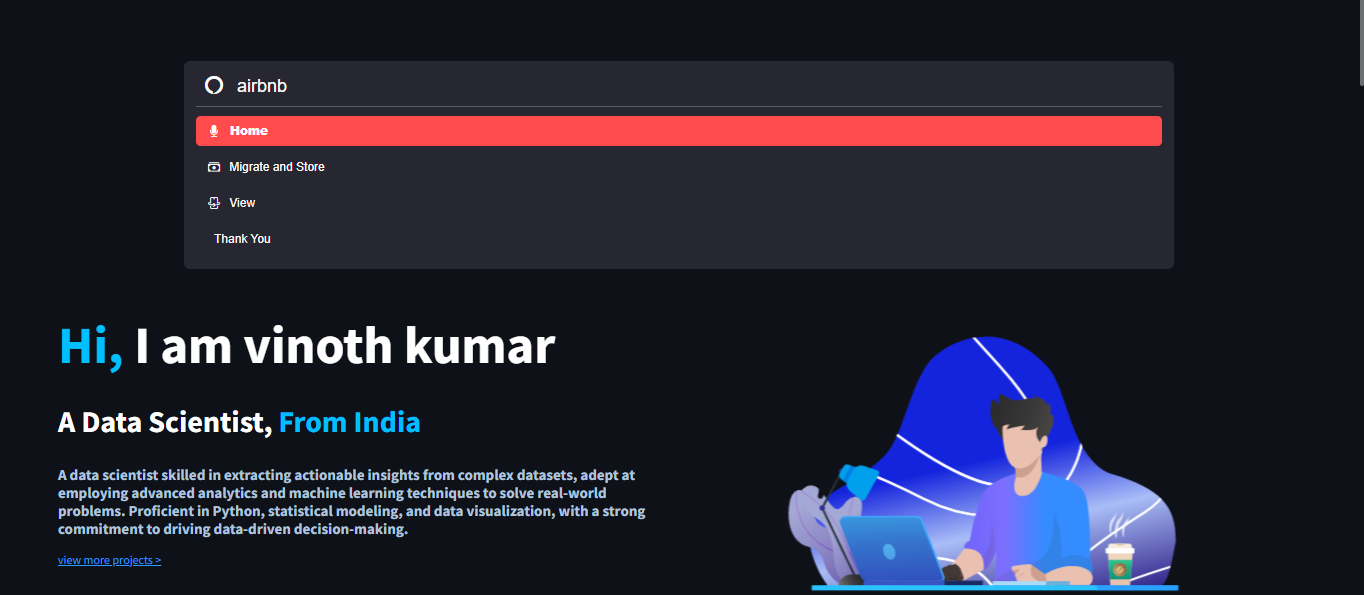 airbnb
Home
Migrate and Store
View
Thank You
Hi, I am vinoth kumar
A Data Scientist, From India
A data scientist skilled in extracting actionable insights from complex datasets, adept at
employing advanced analytics and machine learning techniques to solve real-world
problems. Proficient in Python, statistical modeling, and data visualization, with a strong
commitment to driving data-driven decision-making.
view more projects >